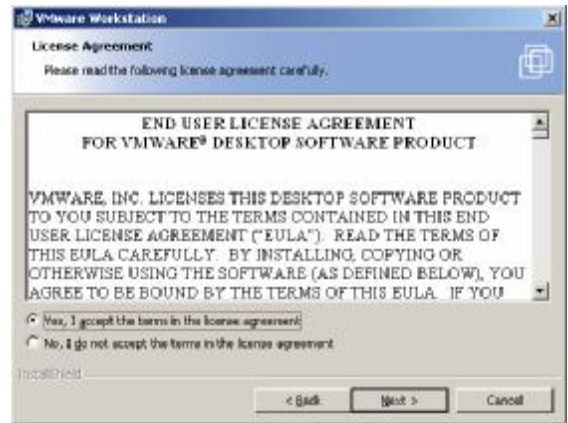 VMware Workstation
License Agreement
Please read the following license agreement carefully.
END USER LICENSE AGREEMENT
FOR VMWARE® DESKTOP SOFTWARE PRODUCT
VMWARE, INC. LICENSES THIS DESKTOP SOFTWARE PRODUCT
TO YOU SUBJECT TO THE TERMS CONTAINED IN THIS END
USER LICENSE AGREEMENT ("EULA"). READ THE TERMS OF
THIS EULA CAREFULLY. BY INSTALLING, COPYING OR
OTHERWISE USING THE SOFTWARE (AS DEFINED BELOW), YOU
AGREE TO BE BOUND BY THE TERMS OF THIS EULA. IF YOU
Yes, I accept the terms in the license agreement
No, I do not accept the terms in the license agreement
InstallShield
< Back Next > Cancel